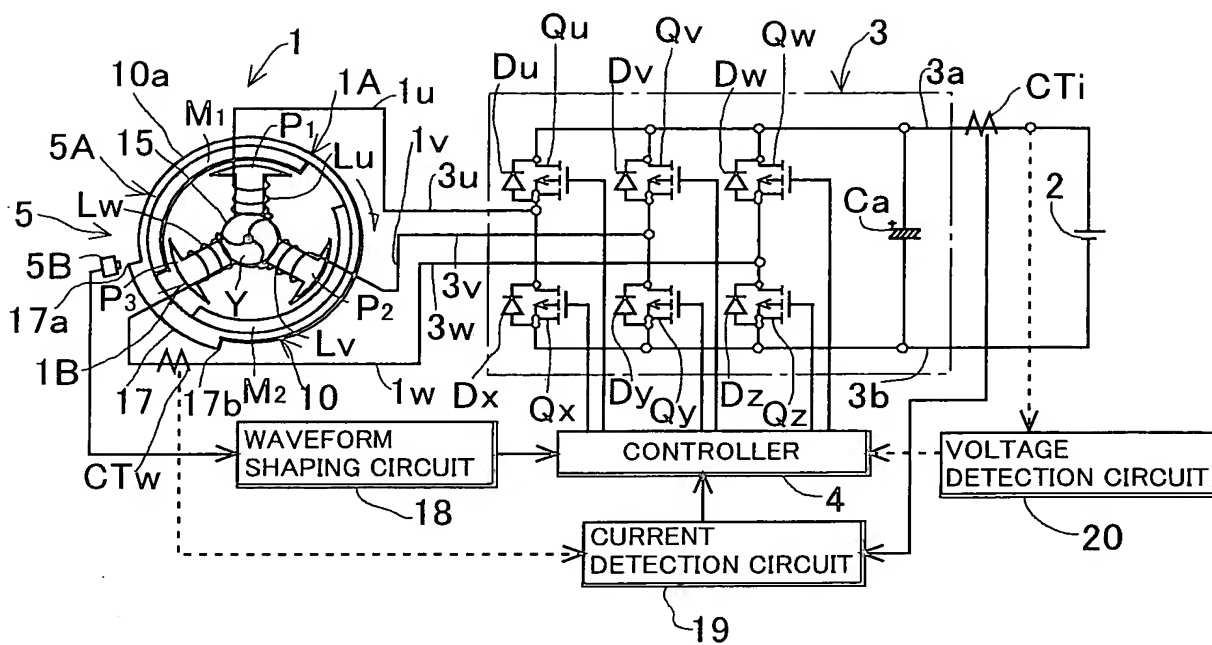 1
Qu
Qv
Qw
3
10a
Du
Dv
Dw
3a
CTi
1A
1u
M1
P1
1v
15
5A
Lu
3u
Lw
5
Ca
+
2
5B
P3
Y
P2
3v
17a
3w
Lv
1B
17
17b
M2
10
1w
Dx
Qx
Dy
Qy
Dz
Qz
3b
CTw
WAVEFORM
SHAPING CIRCUIT
18
CONTROLLER
4
VOLTAGE
DETECTION CIRCUIT
20
CURRENT
DETECTION CIRCUIT
19